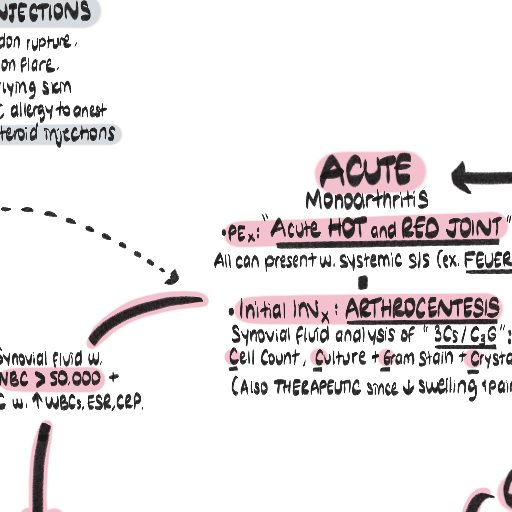 NJECTIONS
don rupture,
on flare.
rlying skin
C allergy to anest
teroid injections
ACUTE
Monoarthritis
•PEx: "Acute HOT and RED JOINT"
All can present w. systemic s/s (ex. FEVER
• Initial INx: ARTHROCENTESIS
Synovial fluid analysis of "3Cs/C3G":
Cell Count, Culture + Gram Stain + Crysta
(Also THERAPEUTIC since ↓ swelling + pain
Synovial fluid w.
WBC > 50,000 +
C w. ↑ WBCs, ESR, CRP.